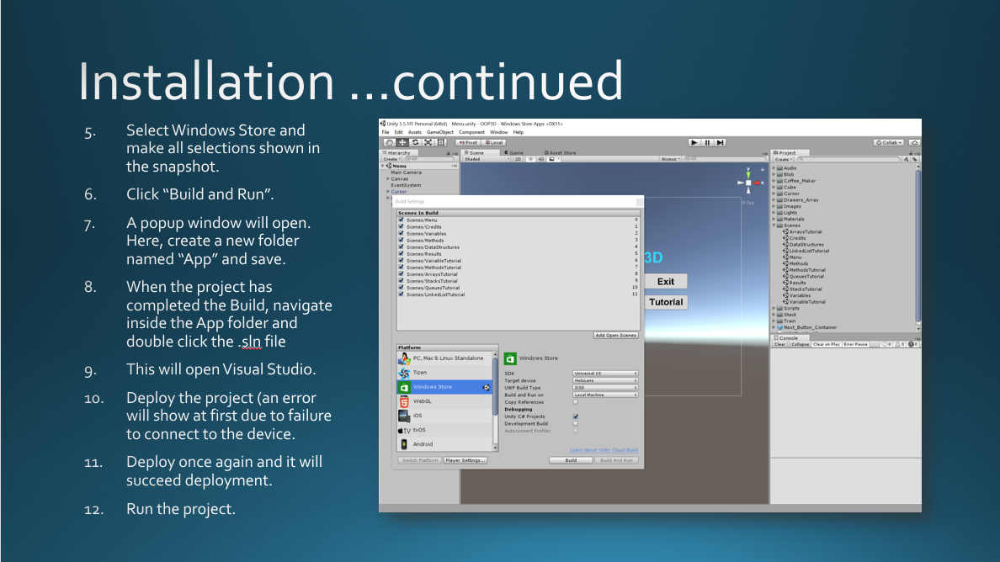 Installation ...continued
5. Select Windows Store and
make all selections shown in
the snapshot.
6. Click “Build and Run”.
7. A popup window will open.
Here, create a new folder
named “App” and save.
8. When the project has
completed the Build, navigate
inside the App folder and
double click the .sln file
9. This will open Visual Studio.
10. Deploy the project (an error
will show at first due to failure
to connect to the device.
11. Deploy once again and it will
succeed deployment.
12. Run the project.
Unity 5.5.1f1 Personal (64bit) - Menu.unity - OOP3D - Windows Store Apps <DX11>
File Edit Assets GameObject Component Window Help
Pivot Local Collab
Hierarchy
Create
Menu
Main Camera
Canvas
EventSystem
Cursor
Scene Game Asset Store
Shaded 2D Gizmos
y
Iso
3D
Exit
Tutorial
Build Settings
Scenes In Build
Scenes/Menu 0
Scenes/Credits 1
Scenes/Variables 2
Scenes/Methods 3
Scenes/DataStructures 4
Scenes/Results 5
Scenes/VariableTutorial 6
Scenes/MethodsTutorial 7
Scenes/ArraysTutorial 8
Scenes/StacksTutorial 9
Scenes/QueuesTutorial 10
Scenes/LinkedListTutorial 11
Add Open Scenes
Platform
PC, Mac & Linux Standalone
Tizen
Windows Store
WebGL
iOS
tvOS
Android
Windows Store
SDK Universal 10
Target device HoloLens
UWP Build Type D3D
Build and Run on Local Machine
Copy References
Debugging
Unity C# Projects
Development Build
Autoconnect Profiler
Learn about Unity Cloud Build
Switch Platform Player Settings... Build Build And Run
Project
Create
Audio
Blob
Coffee_Maker
Cube
Cursor
Drawers_Array
Images
Lights
Materials
Scenes
ArraysTutorial
Credits
DataStructures
LinkedListTutorial
Menu
Methods
MethodsTutorial
QueuesTutorial
Results
StacksTutorial
Variables
VariableTutorial
Scripts
Stack
Train
Next_Button_Container
Console
Clear Collapse Clear on Play Error Pause 0 0 0